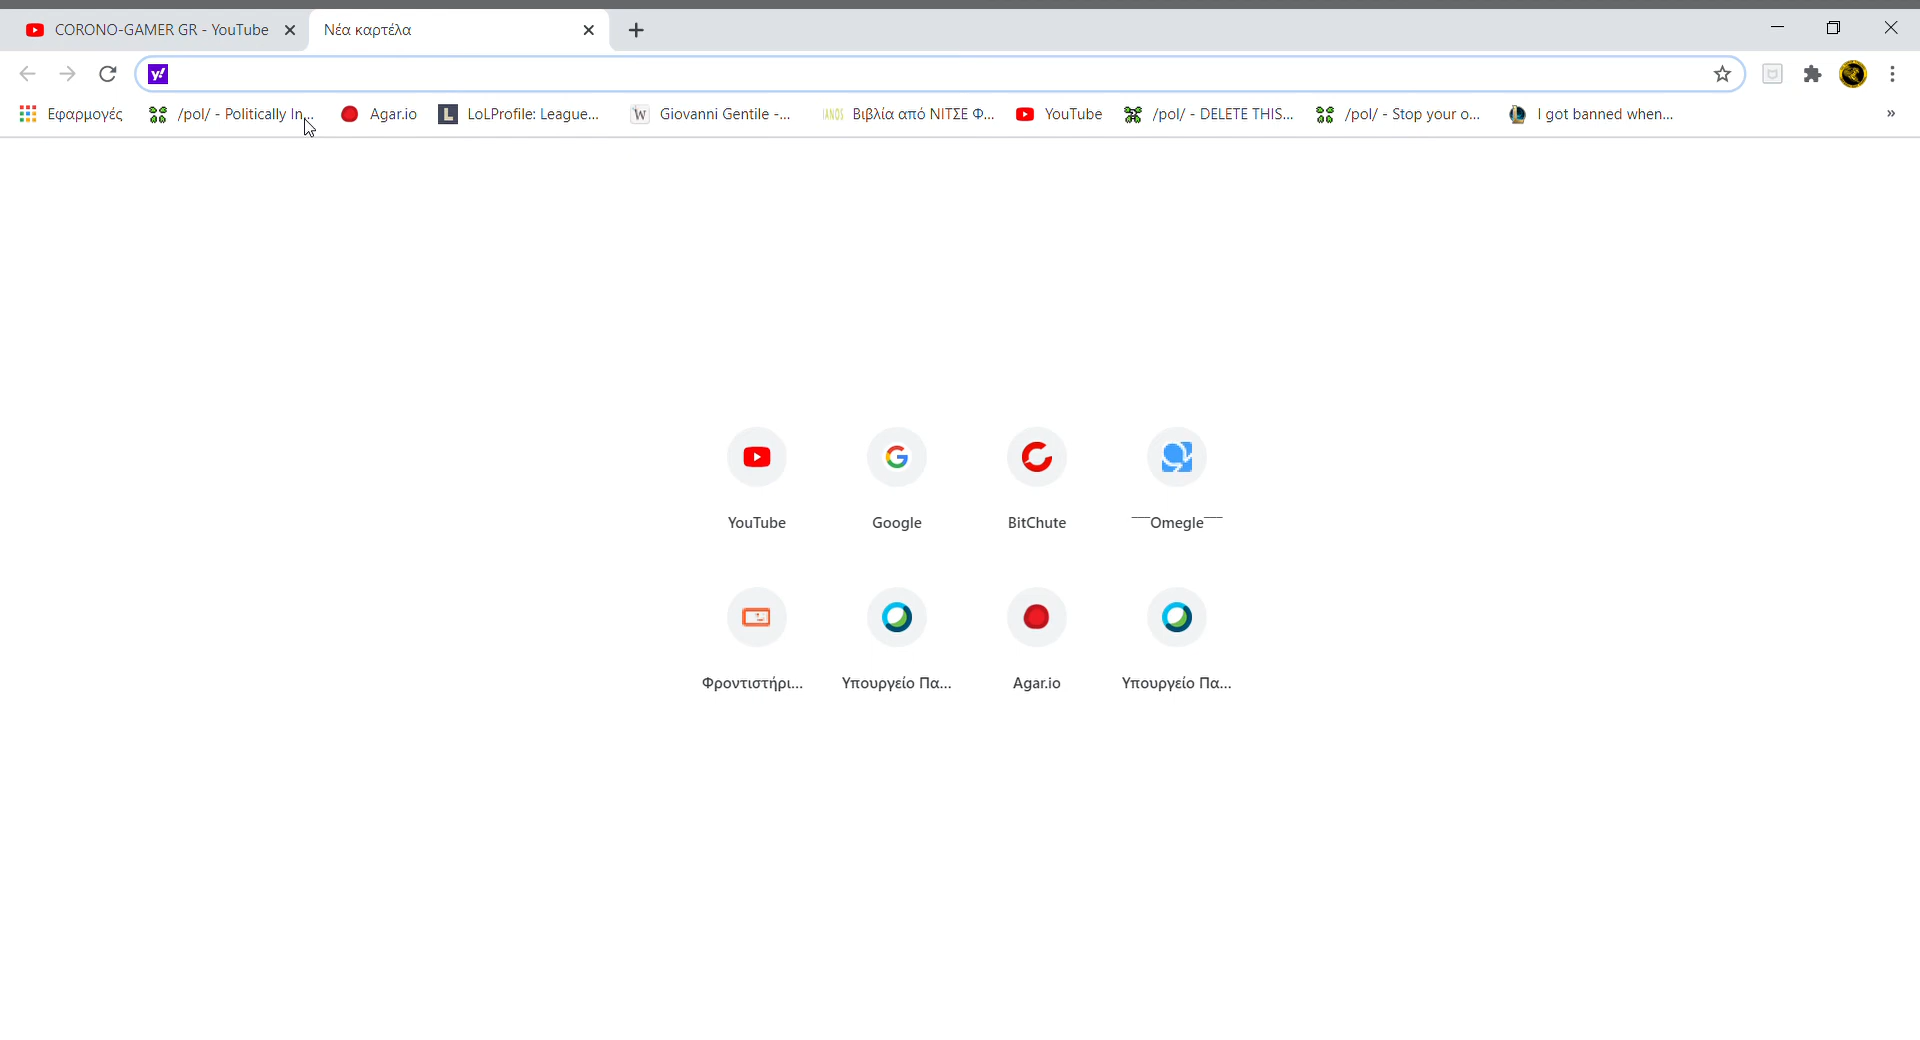 CORONO-GAMER GR - YouTube
Νέα καρτέλα
y!
Εφαρμογές
/pol/ - Politically In...
Agar.io
L
LoLProfile: League...
W
Giovanni Gentile -...
IANOS
Βιβλία από ΝΙΤΣΕ Φ...
YouTube
/pol/ - DELETE THIS...
/pol/ - Stop your o...
I got banned when...
»
YouTube
Google
BitChute
¯¯Omegle¯¯
Φροντιστήρι...
Υπουργείο Πα...
Agar.io
Υπουργείο Πα...